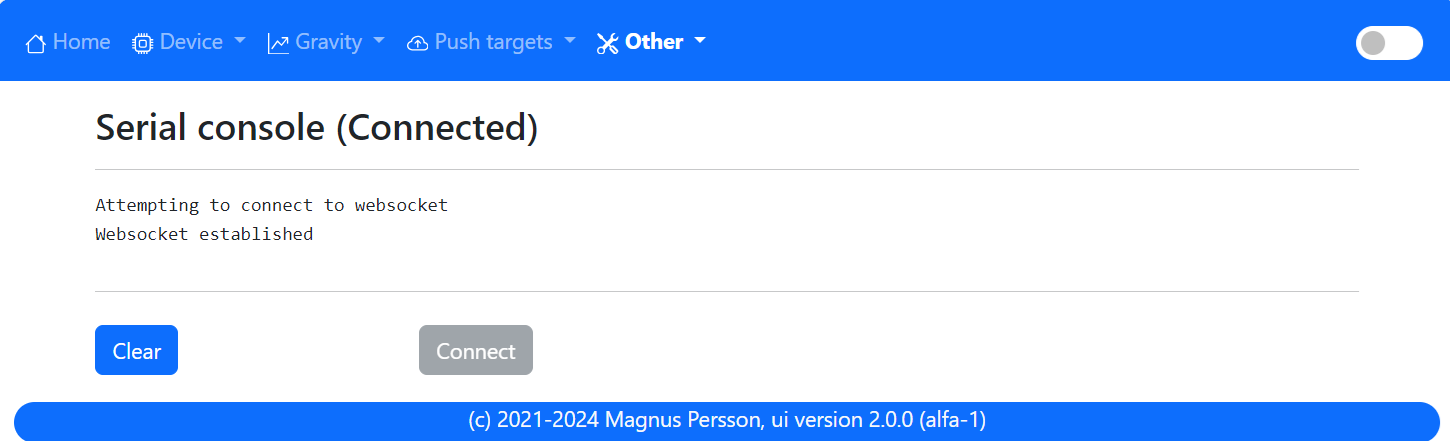 Home Device Gravity Push targets Other
Serial console (Connected)
Attempting to connect to websocket
Websocket established
Clear Connect
(c) 2021-2024 Magnus Persson, ui version 2.0.0 (alfa-1)